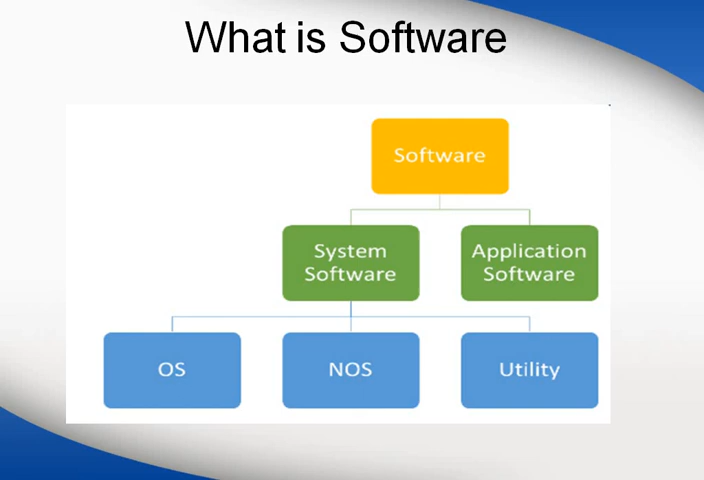 What is Software
Software
System
Software
Application
Software
OS
NOS
Utility